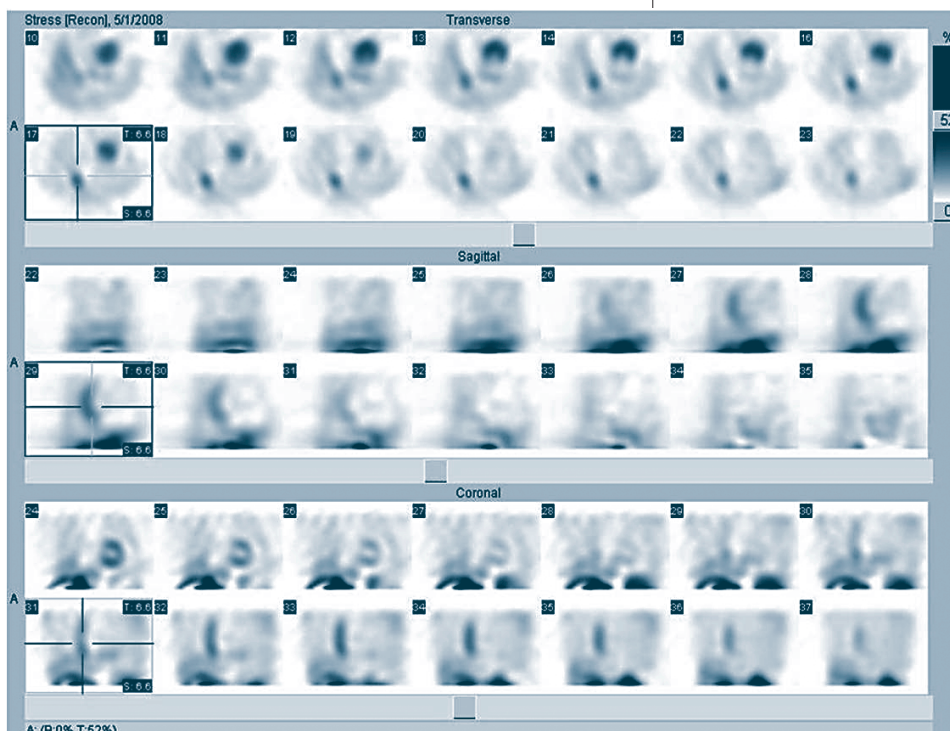 Stress [Recon], 5/1/2008 Transverse
%
10 11 12 13 14 15 16
A
52
17 T: 6.6 18 19 20 21 22 23
S: 6.6
Sagittal
22 23 24 25 26 27 28
A
29 T: 6.6 30 31 32 33 34 35
S: 6.6
Coronal
24 25 26 27 28 29 30
A
31 T: 6.6 32 33 34 35 36 37
S: 6.6
A: (B:0% T:52%)